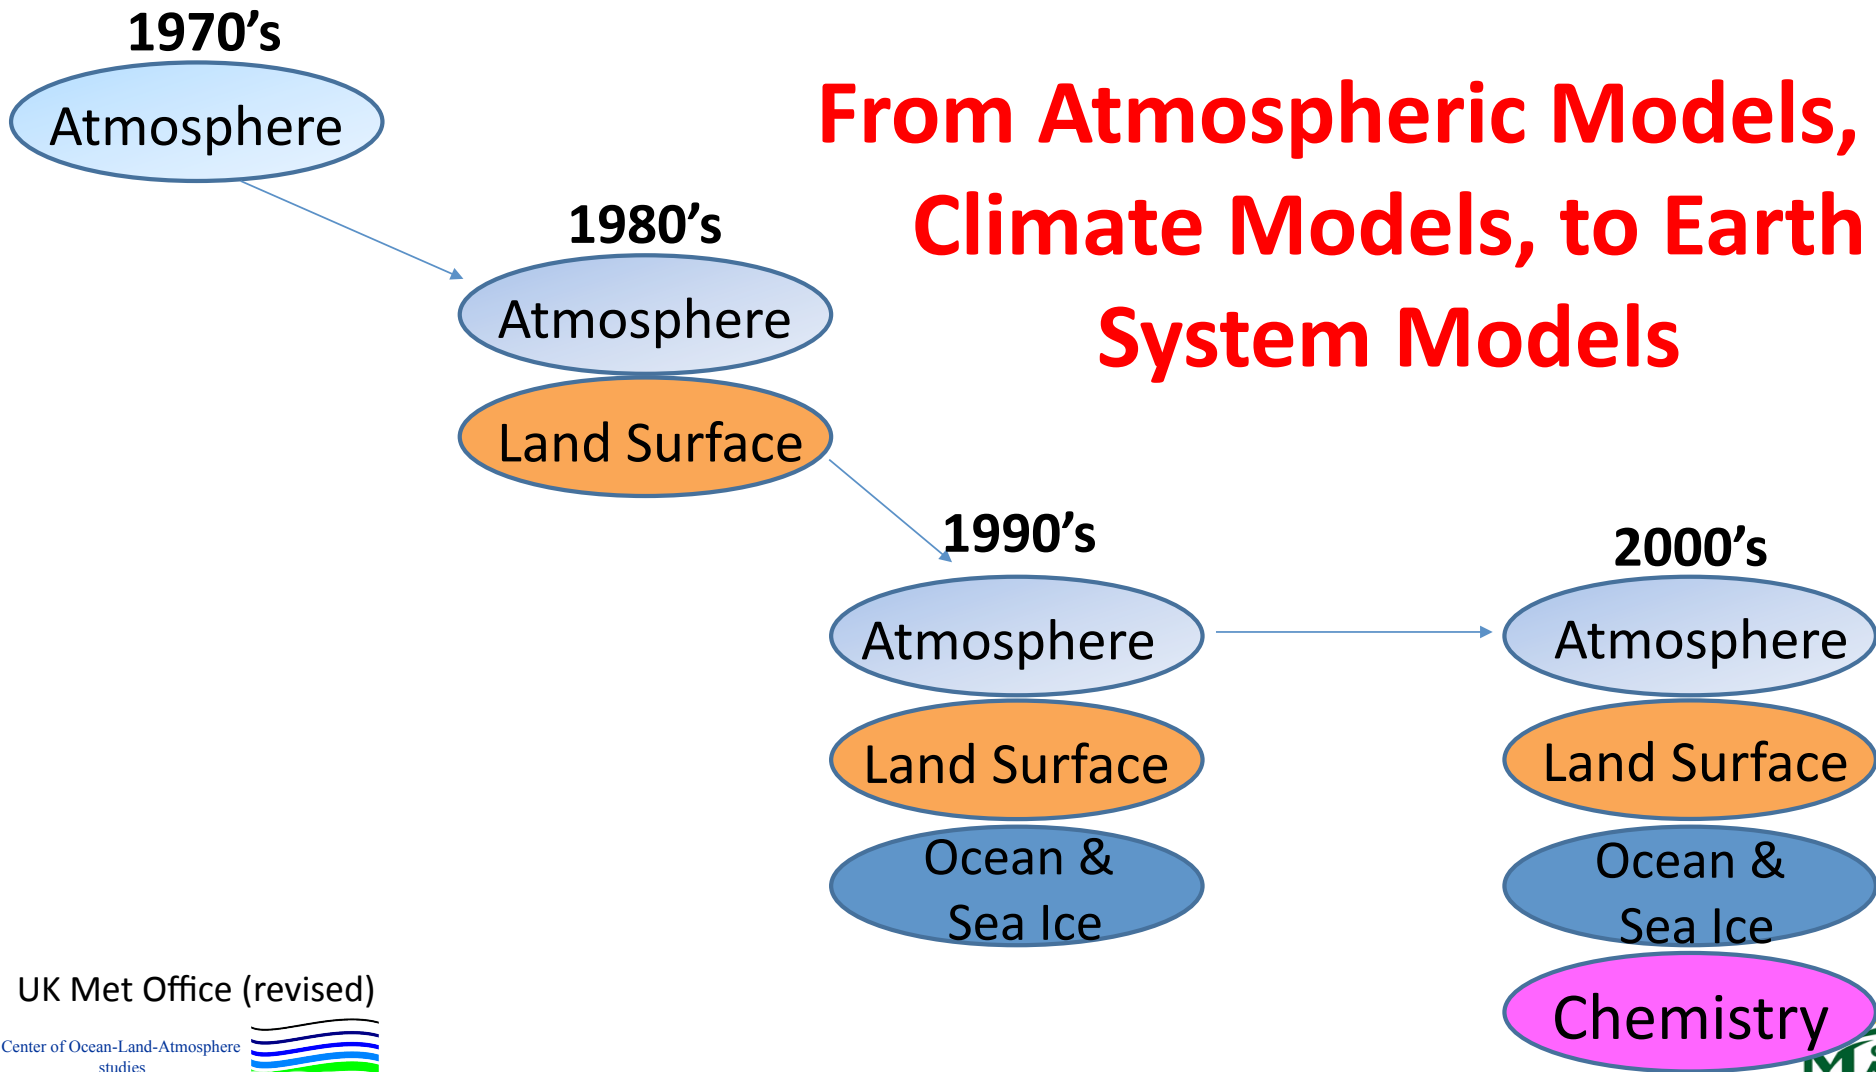 1970’s
Atmosphere
From Atmospheric Models,
Climate Models, to Earth
System Models
1980’s
Atmosphere
Land Surface
1990’s
Atmosphere
Land Surface
Ocean &
Sea Ice
2000’s
Atmosphere
Land Surface
Ocean &
Sea Ice
Chemistry
UK Met Office (revised)
Center of Ocean-Land-Atmosphere
studies